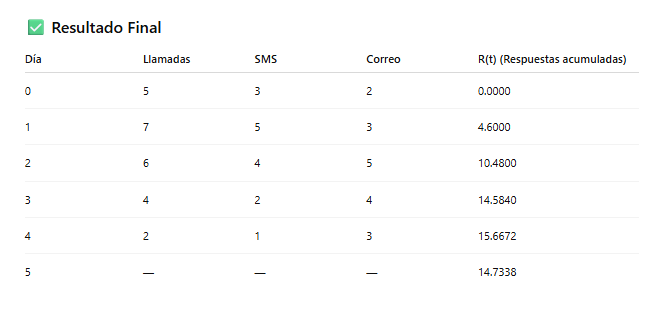 ✅ Resultado Final
Día Llamadas SMS Correo R(t) (Respuestas acumuladas)
0 5 3 2 0.0000
1 7 5 3 4.6000
2 6 4 5 10.4800
3 4 2 4 14.5840
4 2 1 3 15.6672
5 — — — 14.7338